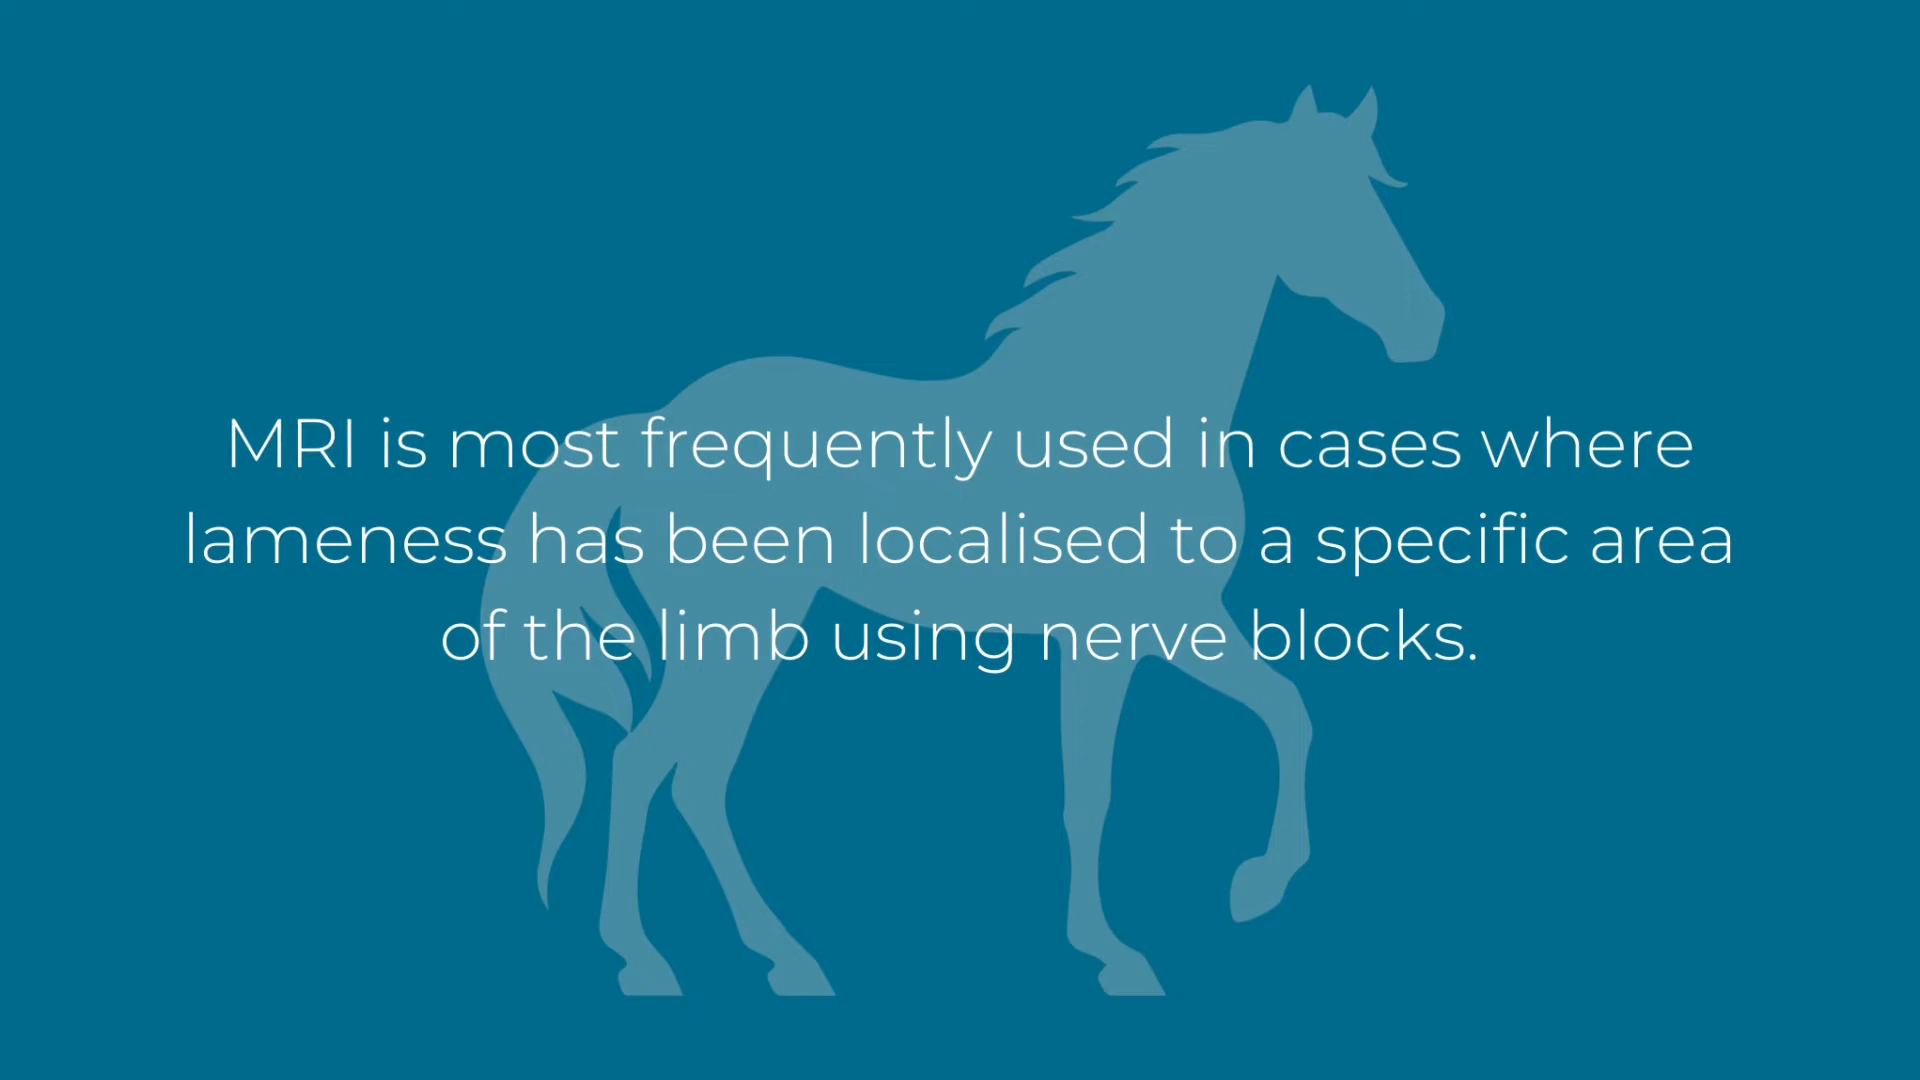 MRI is most frequently used in cases where
lameness has been localised to a specific area
of the limb using nerve blocks.